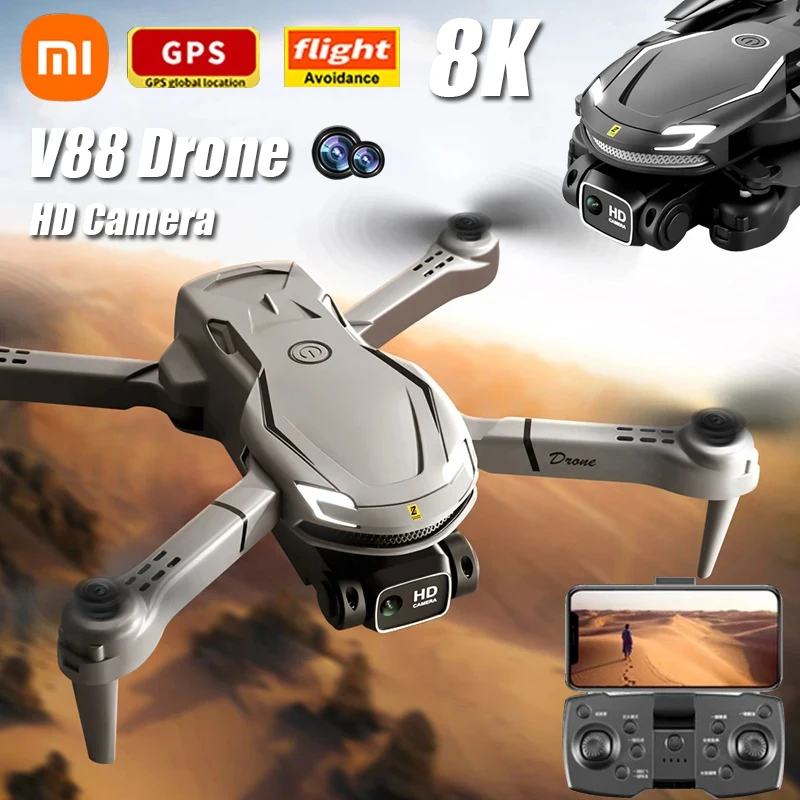 mi
GPS
GPS global location
flight
Avoidance
8K
V88 Drone
HD Camera
HD
CAMERA
Drone
Z
HD
CAMERA